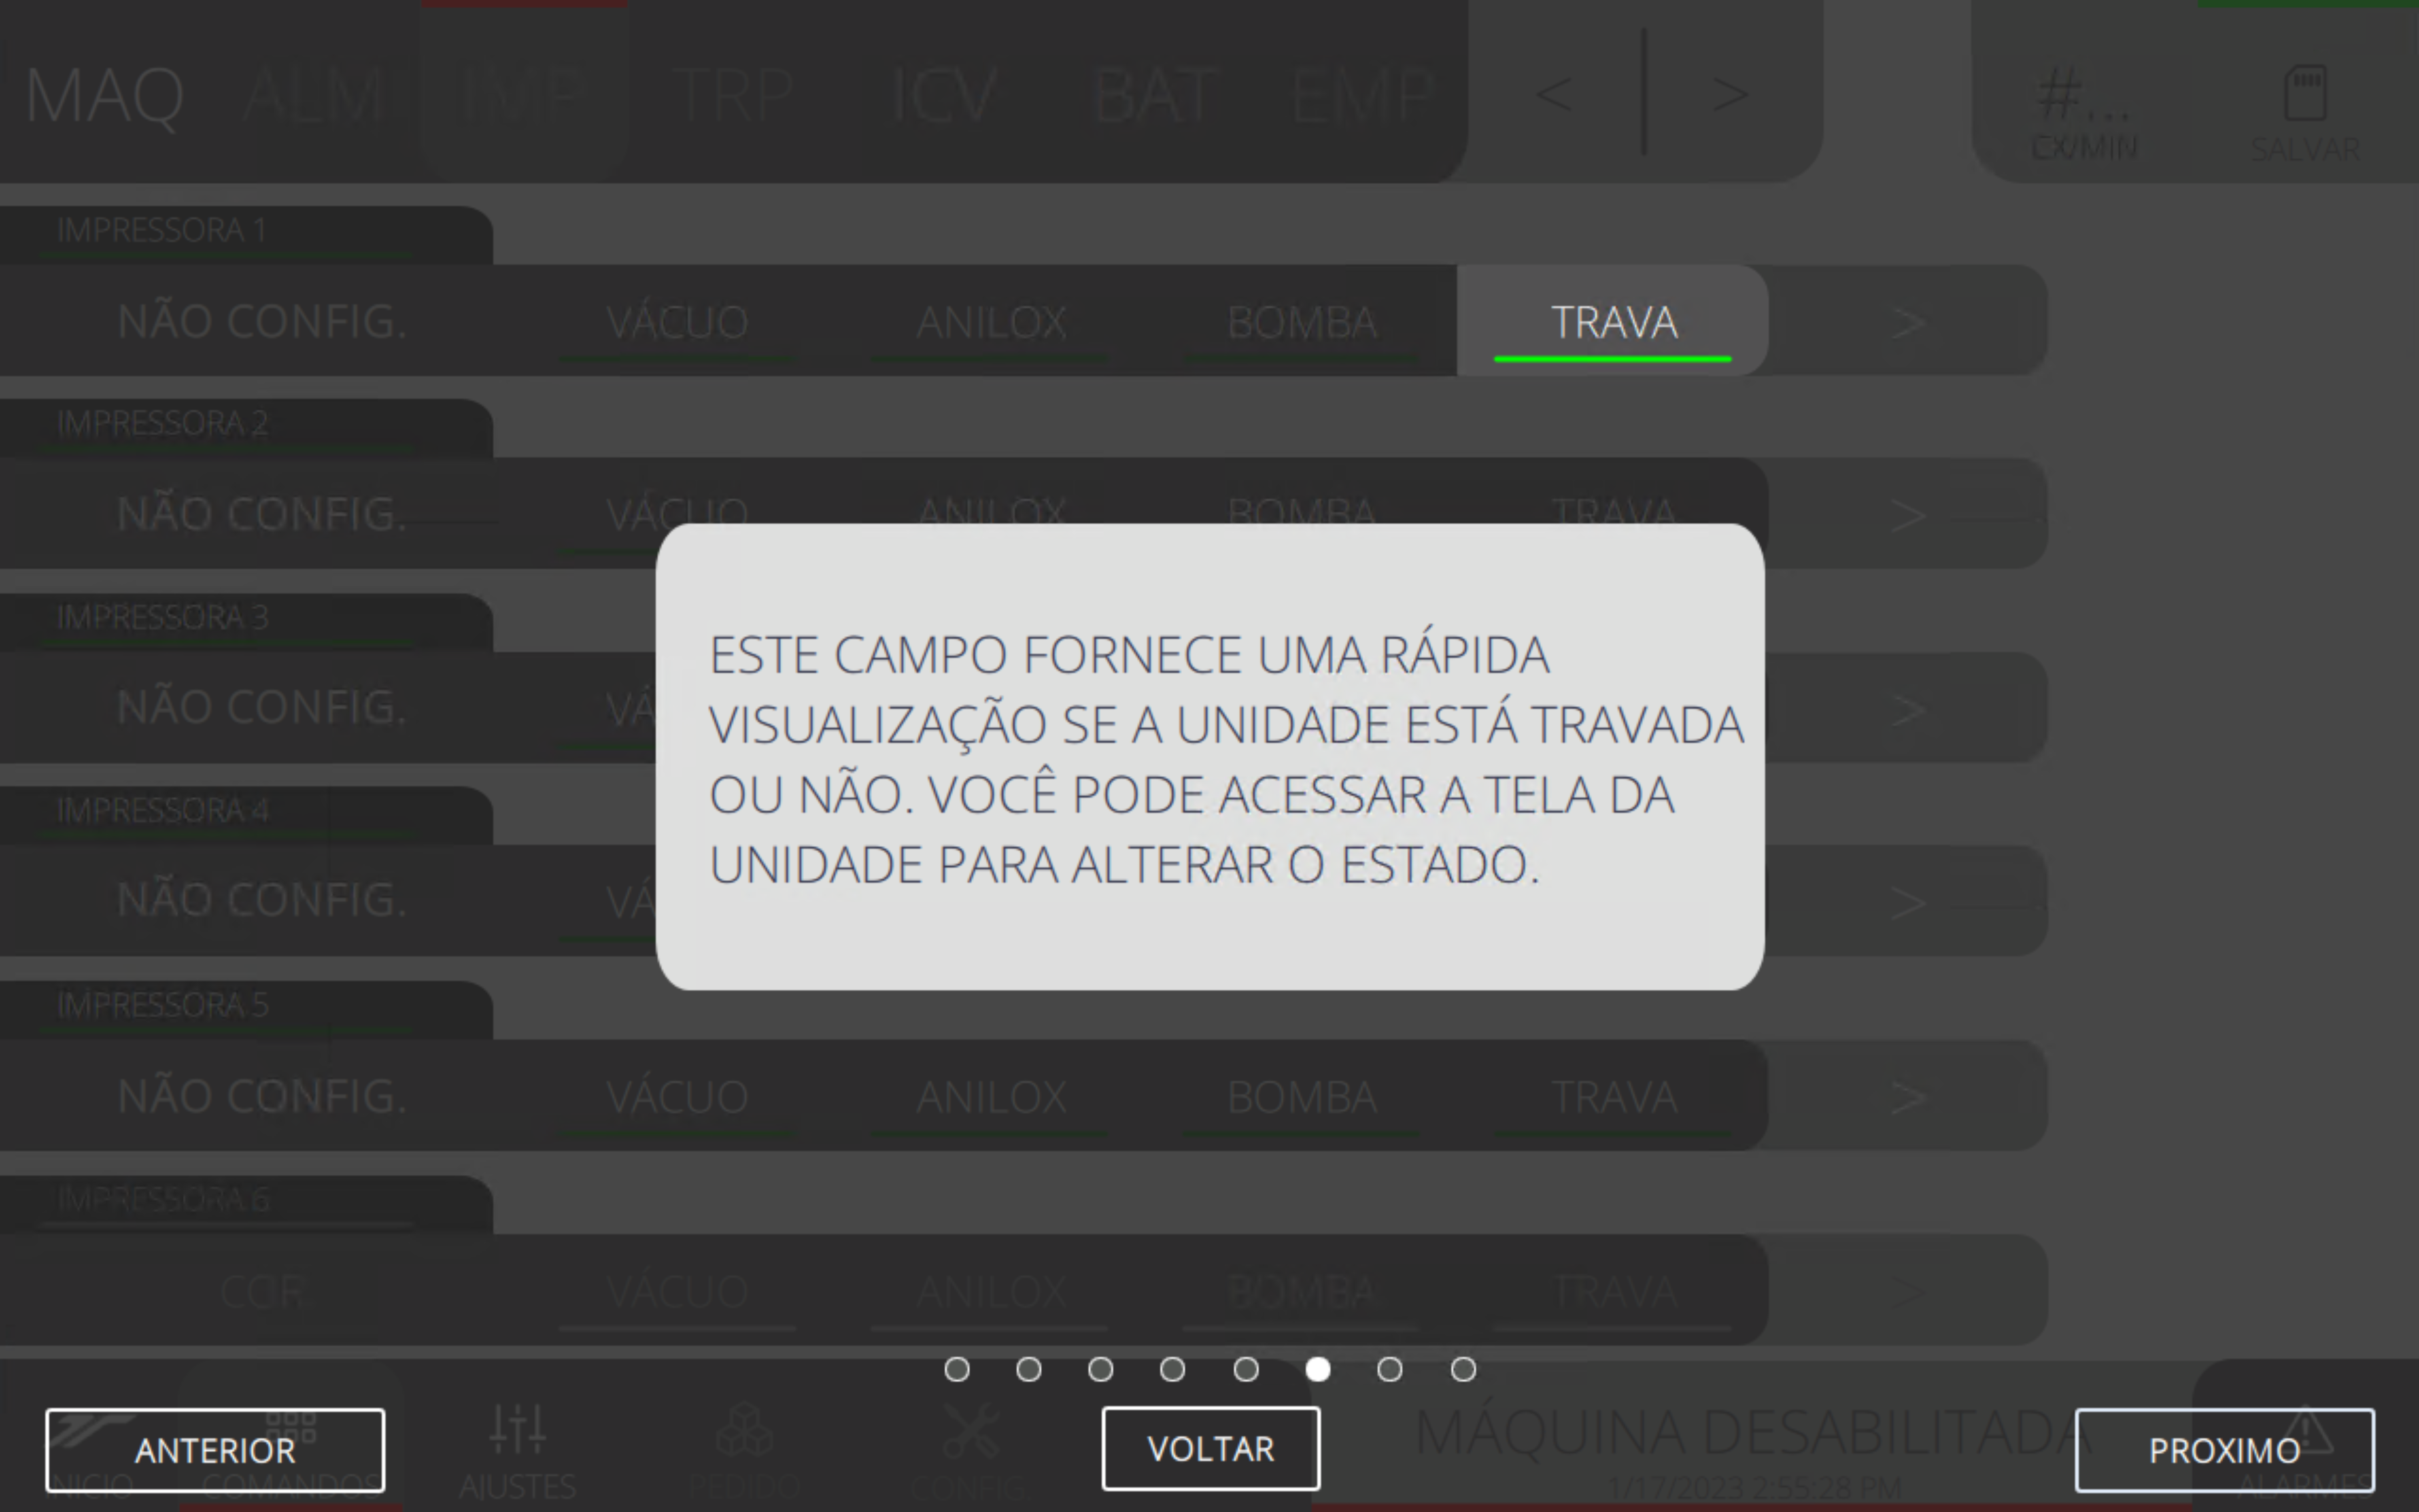 MAQ ALM IMP TRP ICV BAT EMP < > #... CX/MIN SALVAR
IMPRESSORA 1
NÃO CONFIG. VÁCUO ANILOX BOMBA TRAVA >
IMPRESSORA 2
NÃO CONFIG. VÁCUO ANILOX BOMBA TRAVA >
IMPRESSORA 3
NÃO CONFIG. VÁ >
IMPRESSORA 4
NÃO CONFIG. VÁ >
ESTE CAMPO FORNECE UMA RÁPIDA
VISUALIZAÇÃO SE A UNIDADE ESTÁ TRAVADA
OU NÃO. VOCÊ PODE ACESSAR A TELA DA
UNIDADE PARA ALTERAR O ESTADO.
IMPRESSORA 5
NÃO CONFIG. VÁCUO ANILOX BOMBA TRAVA >
IMPRESSORA 6
COR VÁCUO ANILOX BOMBA TRAVA >
ANTERIOR VOLTAR PROXIMO
MÁQUINA DESABILITADA
INICIO COMANDOS AJUSTES PEDIDO CONFIG. 1/17/2023 2:55:28 PM ALARMES